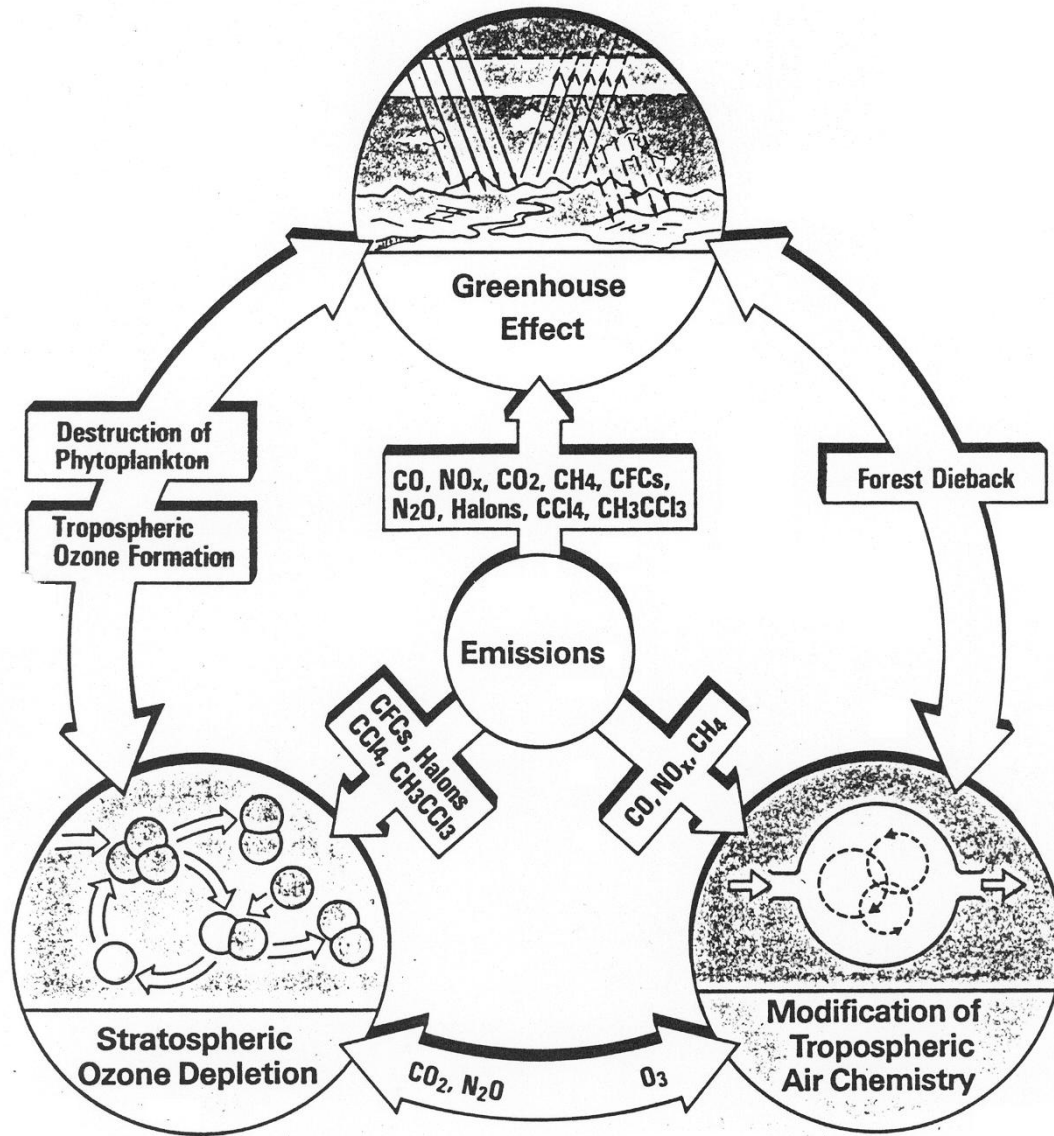 Greenhouse
Effect
Destruction of
Phytoplankton
Tropospheric
Ozone Formation
CO, NOx, CO2, CH4, CFCs,
N2O, Halons, CCl4, CH3CCl3
Forest Dieback
Emissions
CFCs, Halons
CCl4, CH3CCl3
CO, NOx, CH4
Stratospheric
Ozone Depletion
Modification of
Tropospheric
Air Chemistry
CO2, N2O
O3